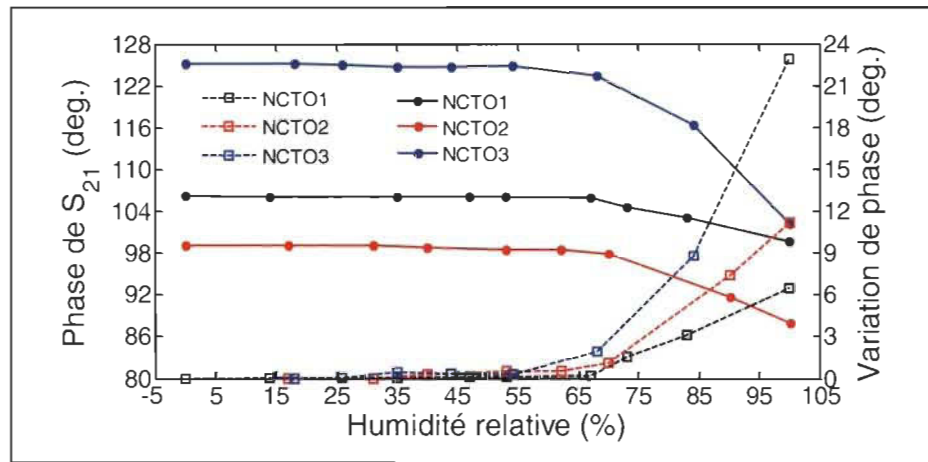 128
122
116
110
104
98
92
86
80
Phase de S21 (deg.)
NCTO1
NCTO2
NCTO3
NCTO1
NCTO2
NCTO3
24
21
18
15
12
9
6
3
0
Variation de phase (deg.)
-5 5 15 25 35 45 55 65 75 85 95 105
Humidité relative (%)